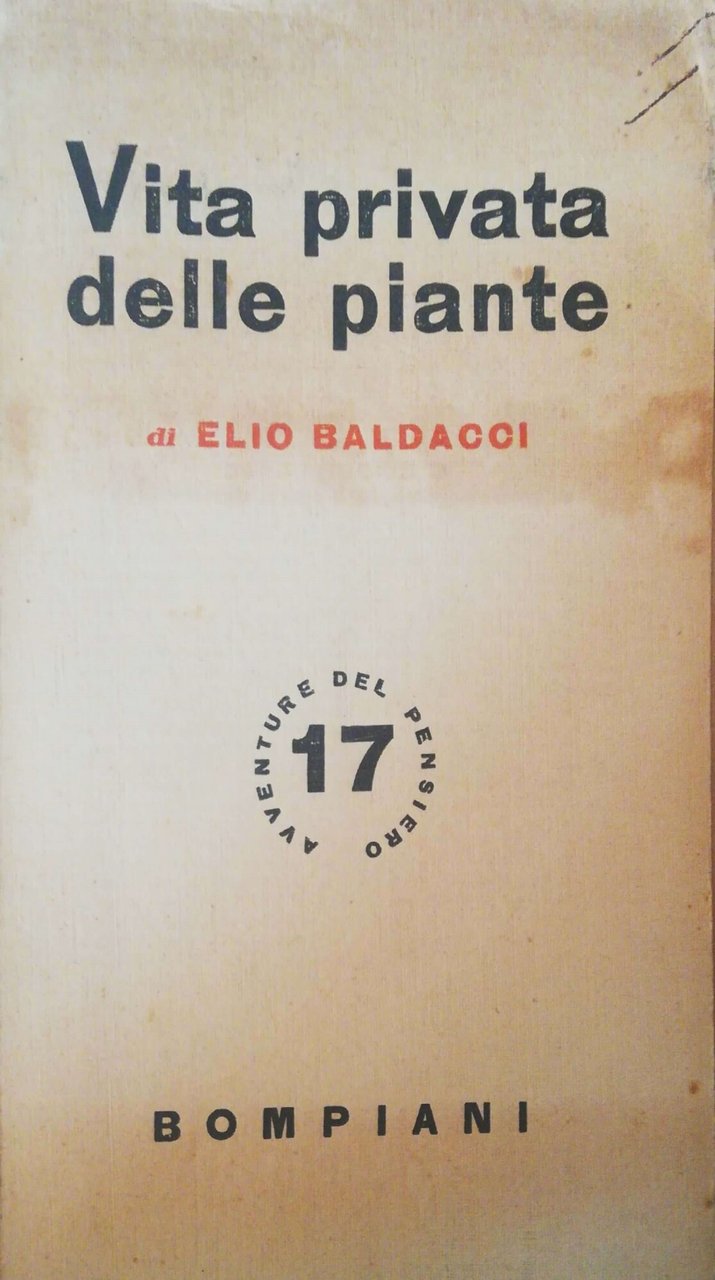 Vita privata
delle piante
di ELIO BALDACCI
AVVENTURE DEL PENSIERO
17
BOMPIANI